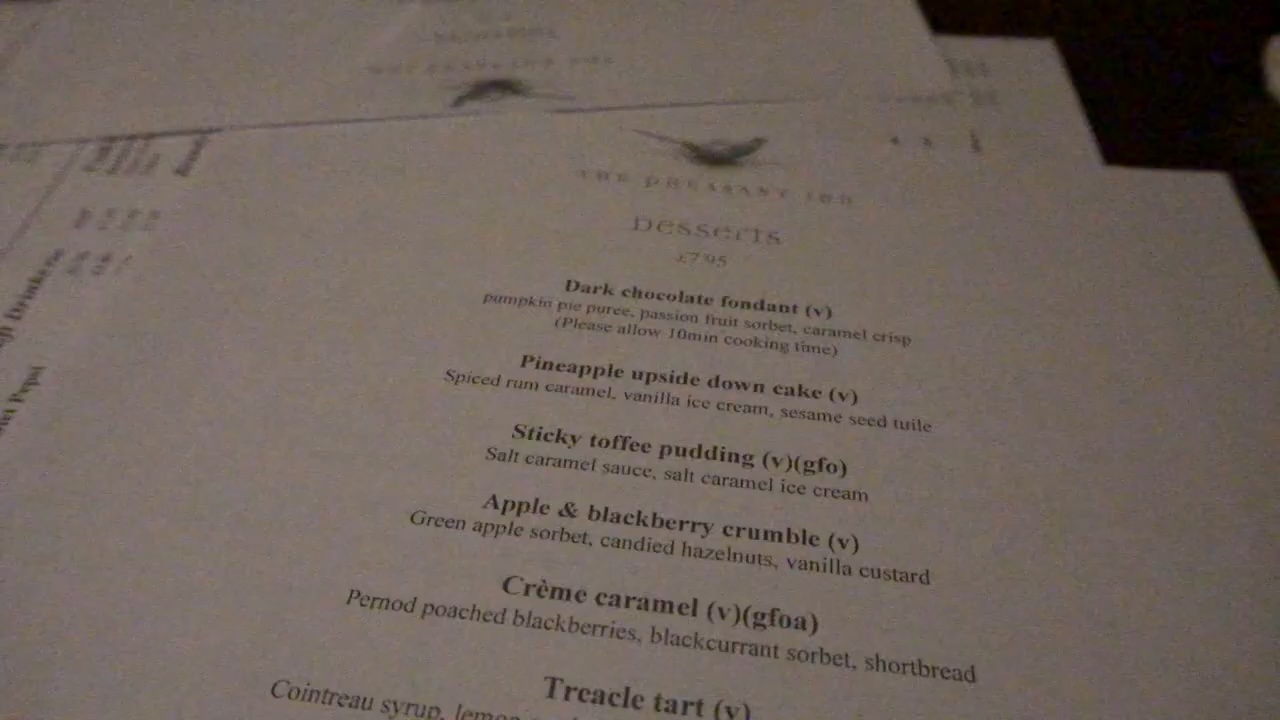 THE PHEASANT INN
Desserts
£7.95
Dark chocolate fondant (v)
pumpkin pie puree, passion fruit sorbet, caramel crisp
(Please allow 10min cooking time)
Pineapple upside down cake (v)
Spiced rum caramel, vanilla ice cream, sesame seed tuile
Sticky toffee pudding (v)(gfo)
Salt caramel sauce, salt caramel ice cream
Apple & blackberry crumble (v)
Green apple sorbet, candied hazelnuts, vanilla custard
Crème caramel (v)(gfoa)
Pernod poached blackberries, blackcurrant sorbet, shortbread
Treacle tart (v)
Cointreau syrup,